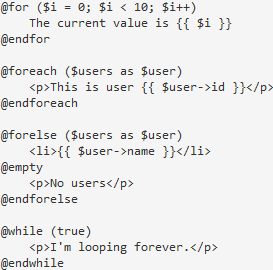 @for ($i = 0; $i < 10; $i++)
    The current value is {{ $i }}
@endfor

@foreach ($users as $user)
    <p>This is user {{ $user->id }}</p>
@endforeach

@forelse ($users as $user)
    <li>{{ $user->name }}</li>
@empty
    <p>No users</p>
@endforelse

@while (true)
    <p>I'm looping forever.</p>
@endwhile